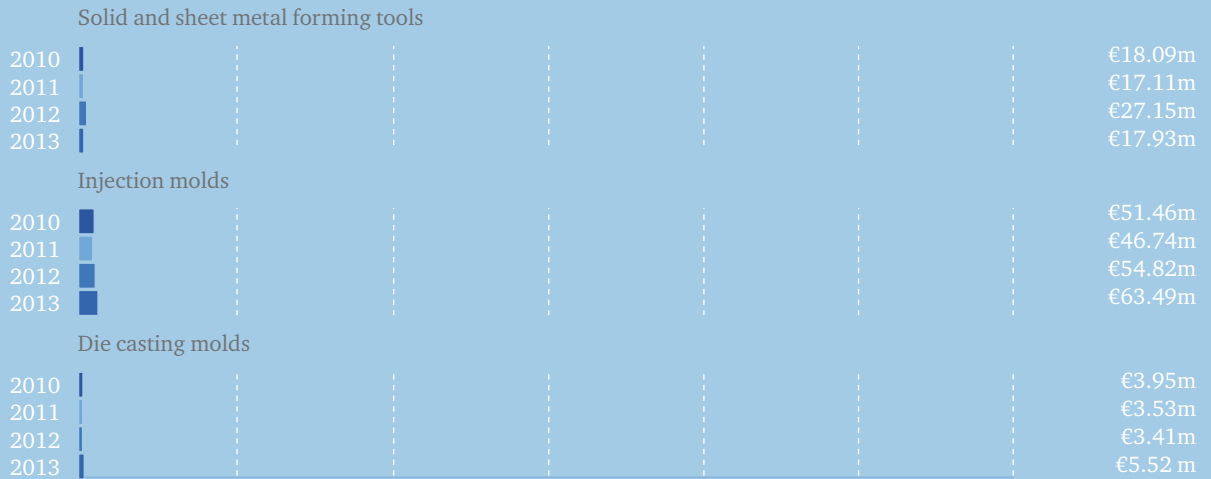 Solid and sheet metal forming tools
2010 €18.09m
2011 €17.11m
2012 €27.15m
2013 €17.93m
Injection molds
2010 €51.46m
2011 €46.74m
2012 €54.82m
2013 €63.49m
Die casting molds
2010 €3.95m
2011 €3.53m
2012 €3.41m
2013 €5.52 m